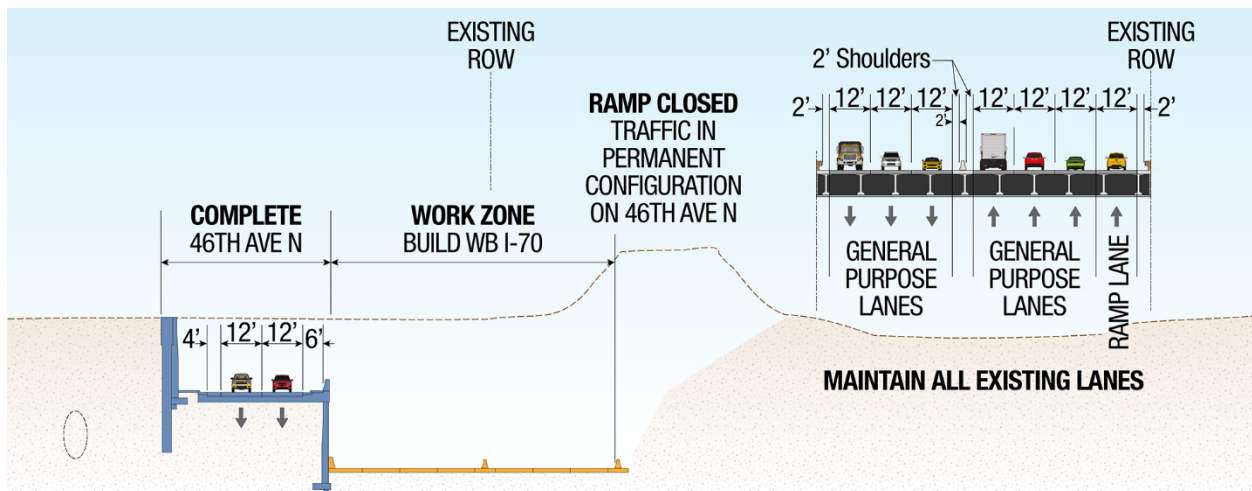 EXISTING
ROW
EXISTING
ROW
2’ Shoulders
RAMP CLOSED
TRAFFIC IN
PERMANENT
CONFIGURATION
ON 46TH AVE N
2’ 12’ 12’ 12’ 2’ 12’ 12’ 12’ 12’ 2’
COMPLETE
46TH AVE N
WORK ZONE
BUILD WB I-70
GENERAL
PURPOSE
LANES
GENERAL
PURPOSE
LANES
RAMP LANE
4’ 12’ 12’ 6’
MAINTAIN ALL EXISTING LANES